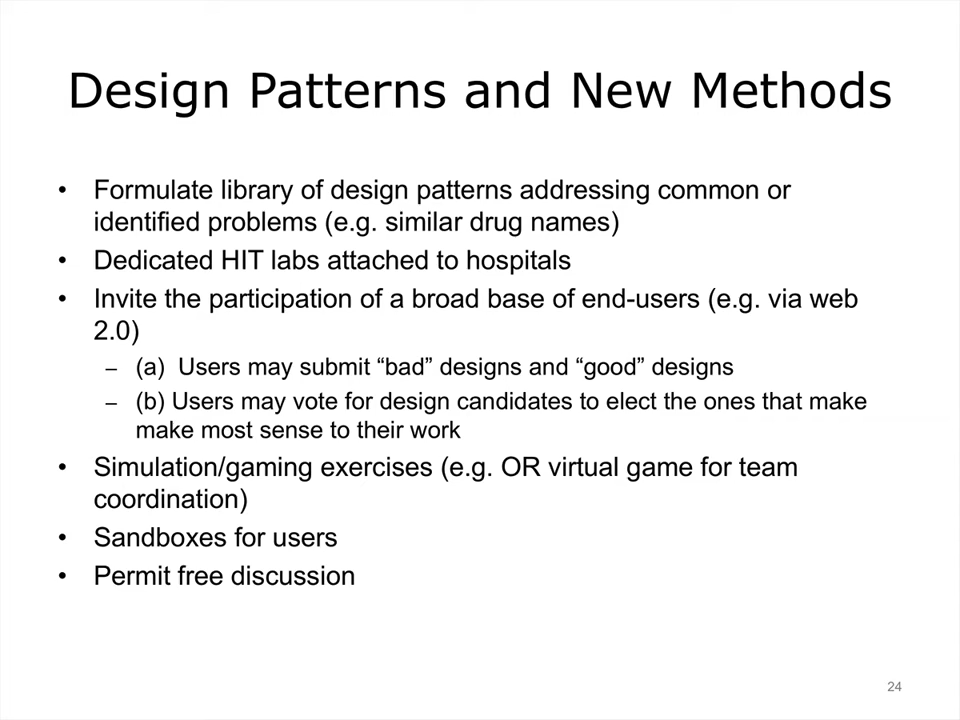 Design Patterns and New Methods
• Formulate library of design patterns addressing common or
identified problems (e.g. similar drug names)
• Dedicated HIT labs attached to hospitals
• Invite the participation of a broad base of end-users (e.g. via web
2.0)
– (a)  Users may submit “bad” designs and “good” designs
– (b) Users may vote for design candidates to elect the ones that make
make most sense to their work
• Simulation/gaming exercises (e.g. OR virtual game for team
coordination)
• Sandboxes for users
• Permit free discussion
24